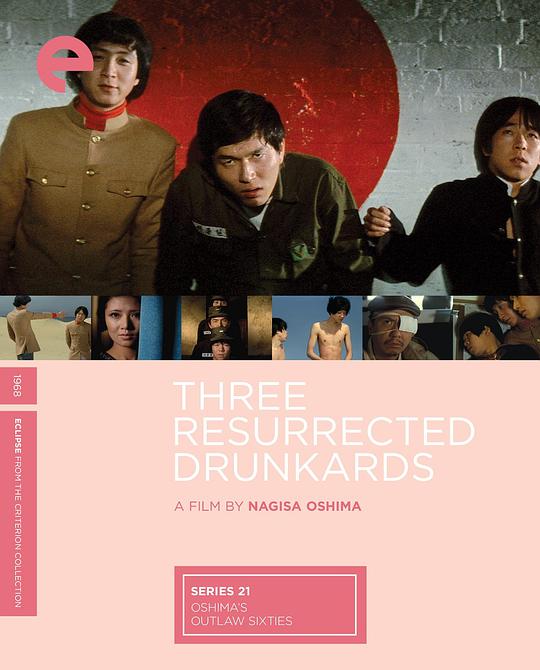 e
THREE
RESURRECTED
DRUNKARDS
A FILM BY NAGISA OSHIMA
1968
ECLIPSE FROM THE CRITERION COLLECTION
SERIES 21
OSHIMA'S
OUTLAW SIXTIES